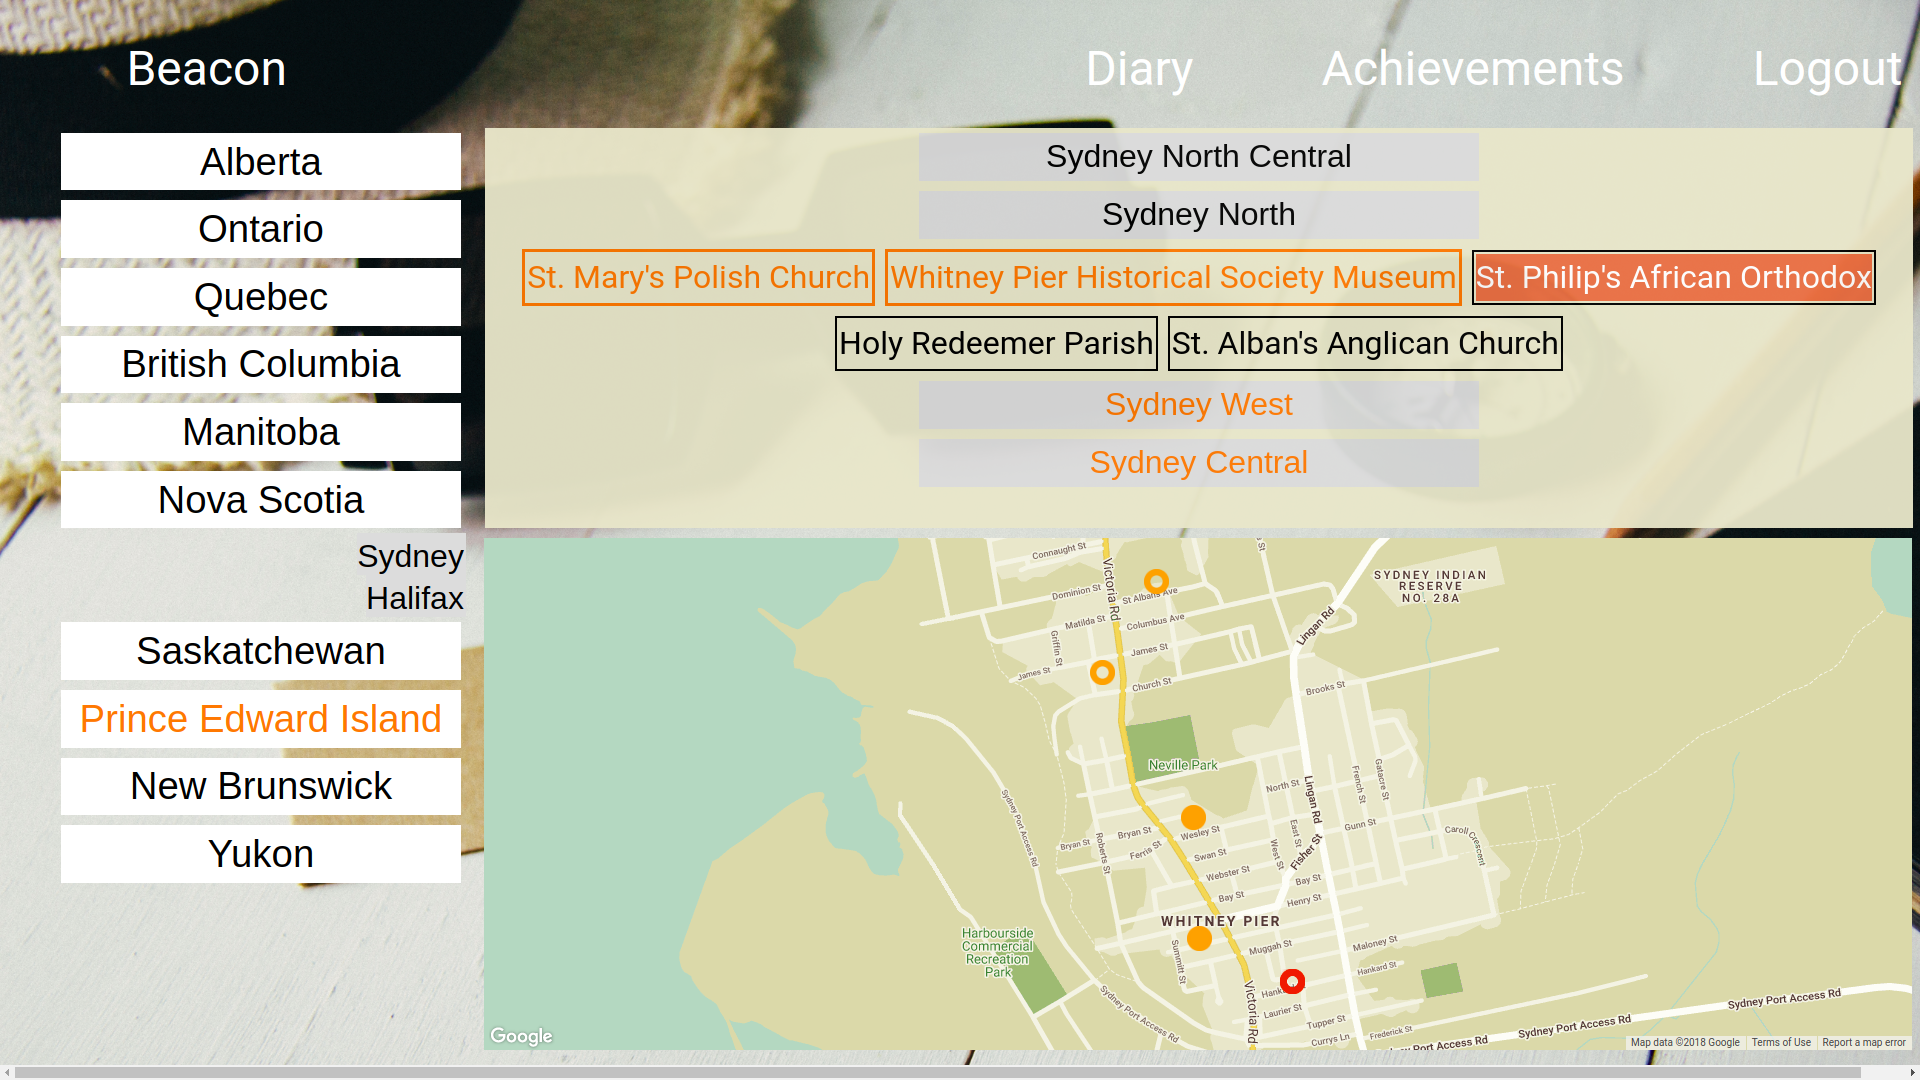 Beacon
Diary
Achievements
Logout
Alberta
Ontario
Quebec
British Columbia
Manitoba
Nova Scotia
Sydney
Halifax
Saskatchewan
Prince Edward Island
New Brunswick
Yukon
Sydney North Central
Sydney North
St. Mary's Polish Church
Whitney Pier Historical Society Museum
St. Philip's African Orthodox
Holy Redeemer Parish
St. Alban's Anglican Church
Sydney West
Sydney Central
Connaught St
Victoria Rd
Dominion St
St Albans Ave
Matilda St
Columbus Ave
Griffin St
James St
James St
Church St
SYDNEY INDIAN
RESERVE
NO. 28A
Lingan Rd
Brooks St
Neville Park
North St
Lingan Rd
French St
Gatacre St
Sydney Port Access Rd
Bryan St
Bryan St
Roberts St
Ferris St
Wesley St
Swan St
Webster St
East St
West St
Fisher St
Gunn St
Caroll Crescent
Bay St
Bay St
Henry St
WHITNEY PIER
Harbourside
Commercial
Recreation
Park
Summitt St
Muggah St
Maloney St
Hankard St
Laurier St
Tupper St
Currys Ln
Frederick St
Victoria Rd
Sydney Port Access Rd
Sydney Port Access Rd
Sydney Port Access Rd
Port Access Rd
Google
Map data ©2018 Google
Terms of Use
Report a map error